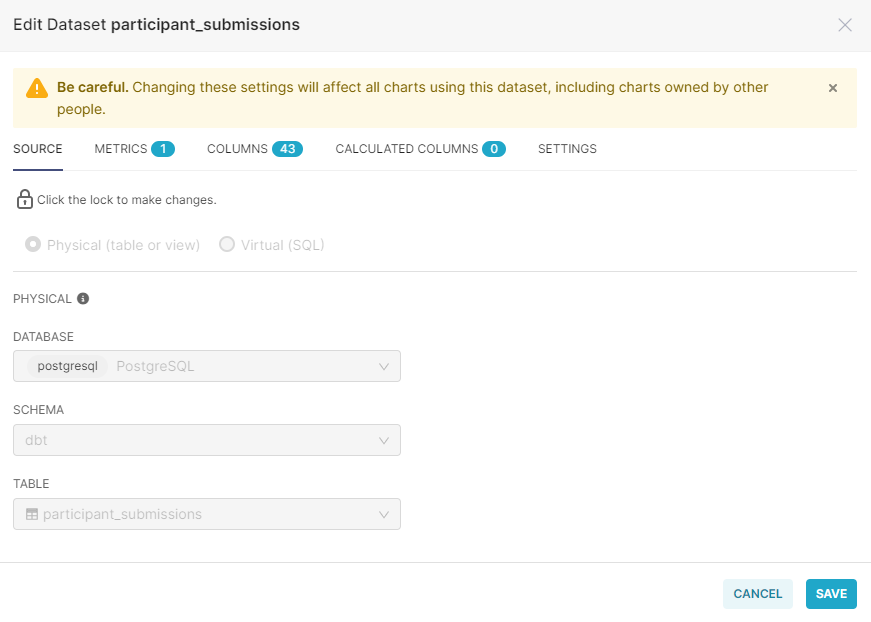 Edit Dataset participant_submissions
Be careful. Changing these settings will affect all charts using this dataset, including charts owned by other
people.
SOURCE METRICS 1 COLUMNS 43 CALCULATED COLUMNS 0 SETTINGS
Click the lock to make changes.
Physical (table or view) Virtual (SQL)
PHYSICAL
DATABASE
postgresql PostgreSQL
SCHEMA
dbt
TABLE
participant_submissions
CANCEL SAVE